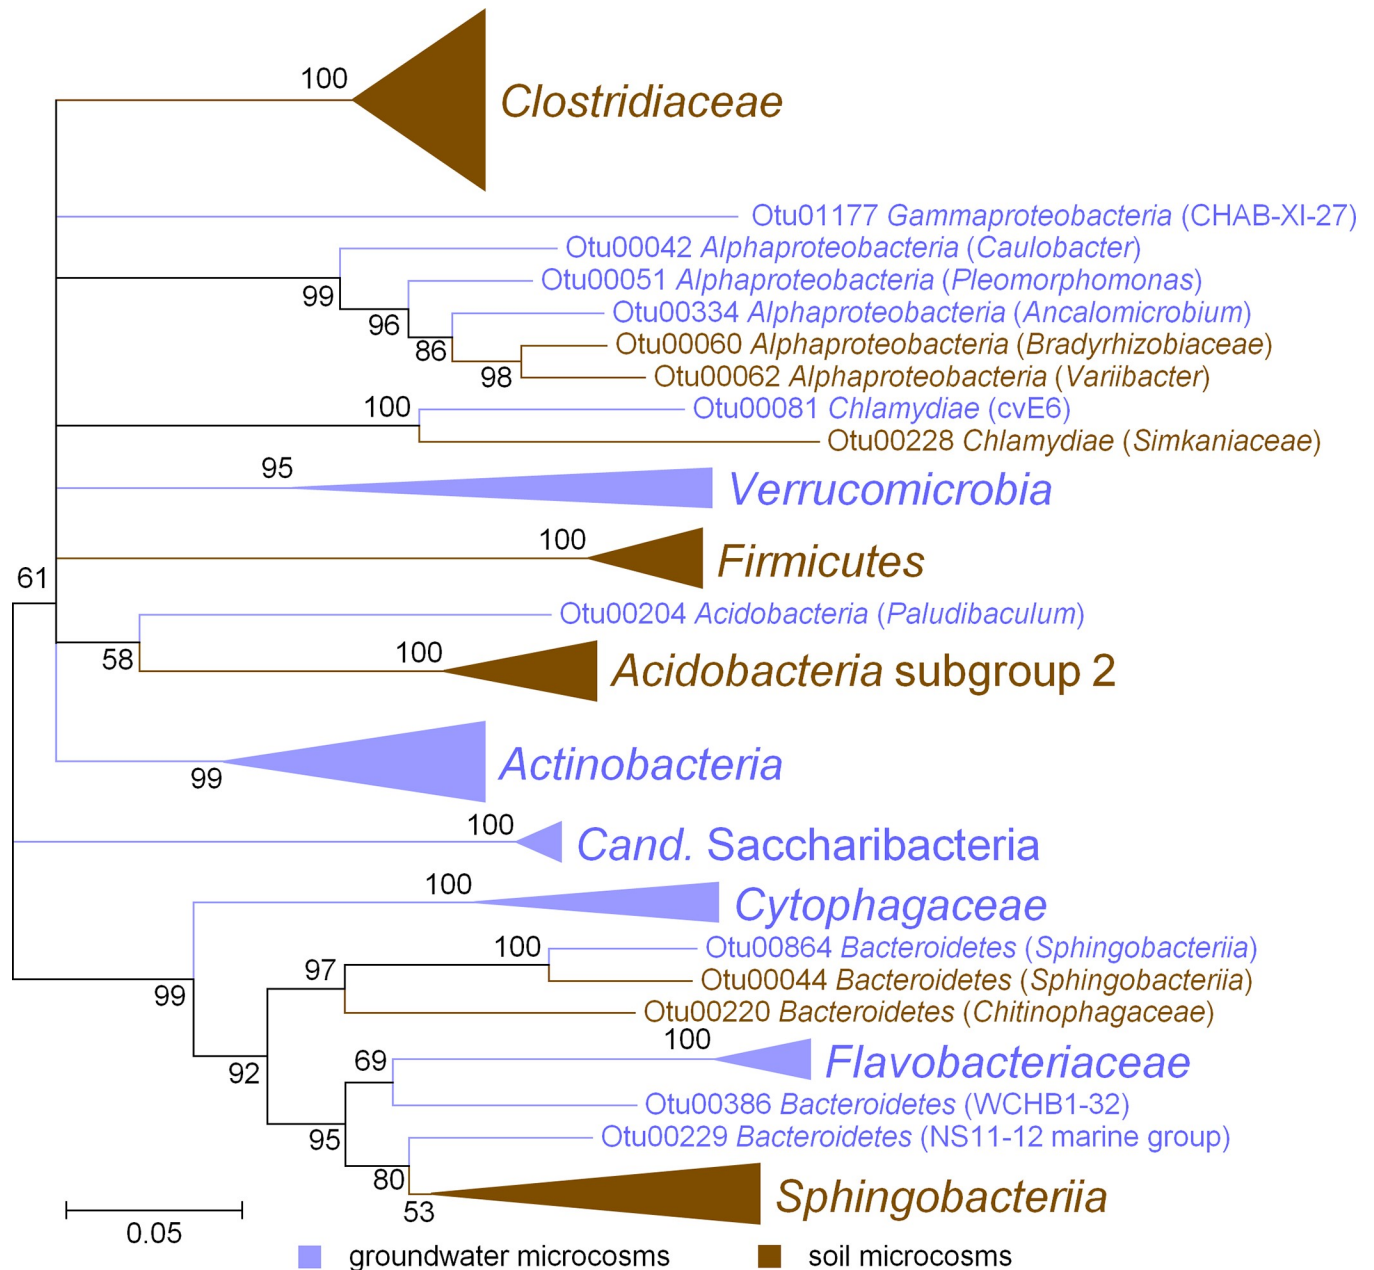 100
Clostridiaceae
Otu01177 Gammaproteobacteria (CHAB-XI-27)
Otu00042 Alphaproteobacteria (Caulobacter)
99
Otu00051 Alphaproteobacteria (Pleomorphomonas)
96
Otu00334 Alphaproteobacteria (Ancalomicrobium)
86
Otu00060 Alphaproteobacteria (Bradyrhizobiaceae)
98
Otu00062 Alphaproteobacteria (Variibacter)
100
Otu00081 Chlamydiae (cvE6)
Otu00228 Chlamydiae (Simkaniaceae)
95
Verrucomicrobia
100
Firmicutes
61
Otu00204 Acidobacteria (Paludibaculum)
58
100
Acidobacteria subgroup 2
Actinobacteria
99
100
Cand. Saccharibacteria
100
Cytophagaceae
100
Otu00864 Bacteroidetes (Sphingobacteriia)
97
Otu00044 Bacteroidetes (Sphingobacteriia)
99
Otu00220 Bacteroidetes (Chitinophagaceae)
100
Flavobacteriaceae
69
92
Otu00386 Bacteroidetes (WCHB1-32)
95
Otu00229 Bacteroidetes (NS11-12 marine group)
80
Sphingobacteriia
53
0.05
groundwater microcosms
soil microcosms